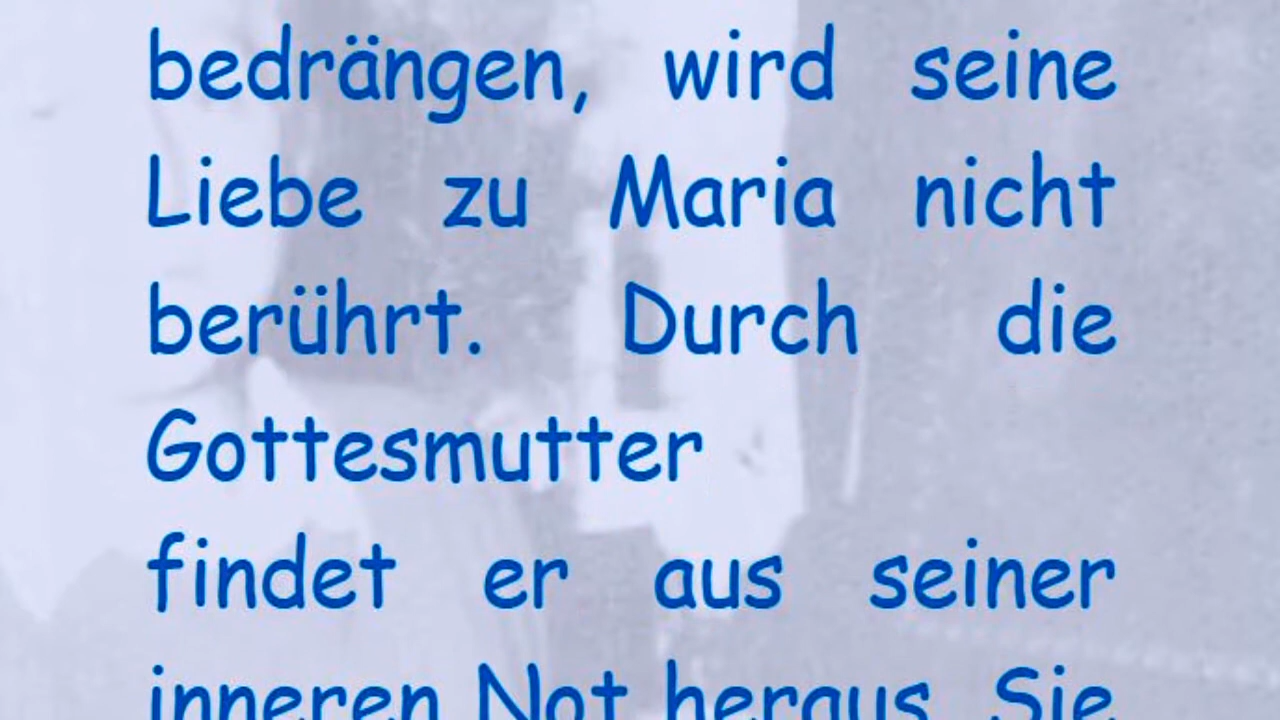 bedrängen, wird seine
Liebe zu Maria nicht
berührt. Durch die
Gottesmutter
findet er aus seiner
inneren Not heraus. Sie